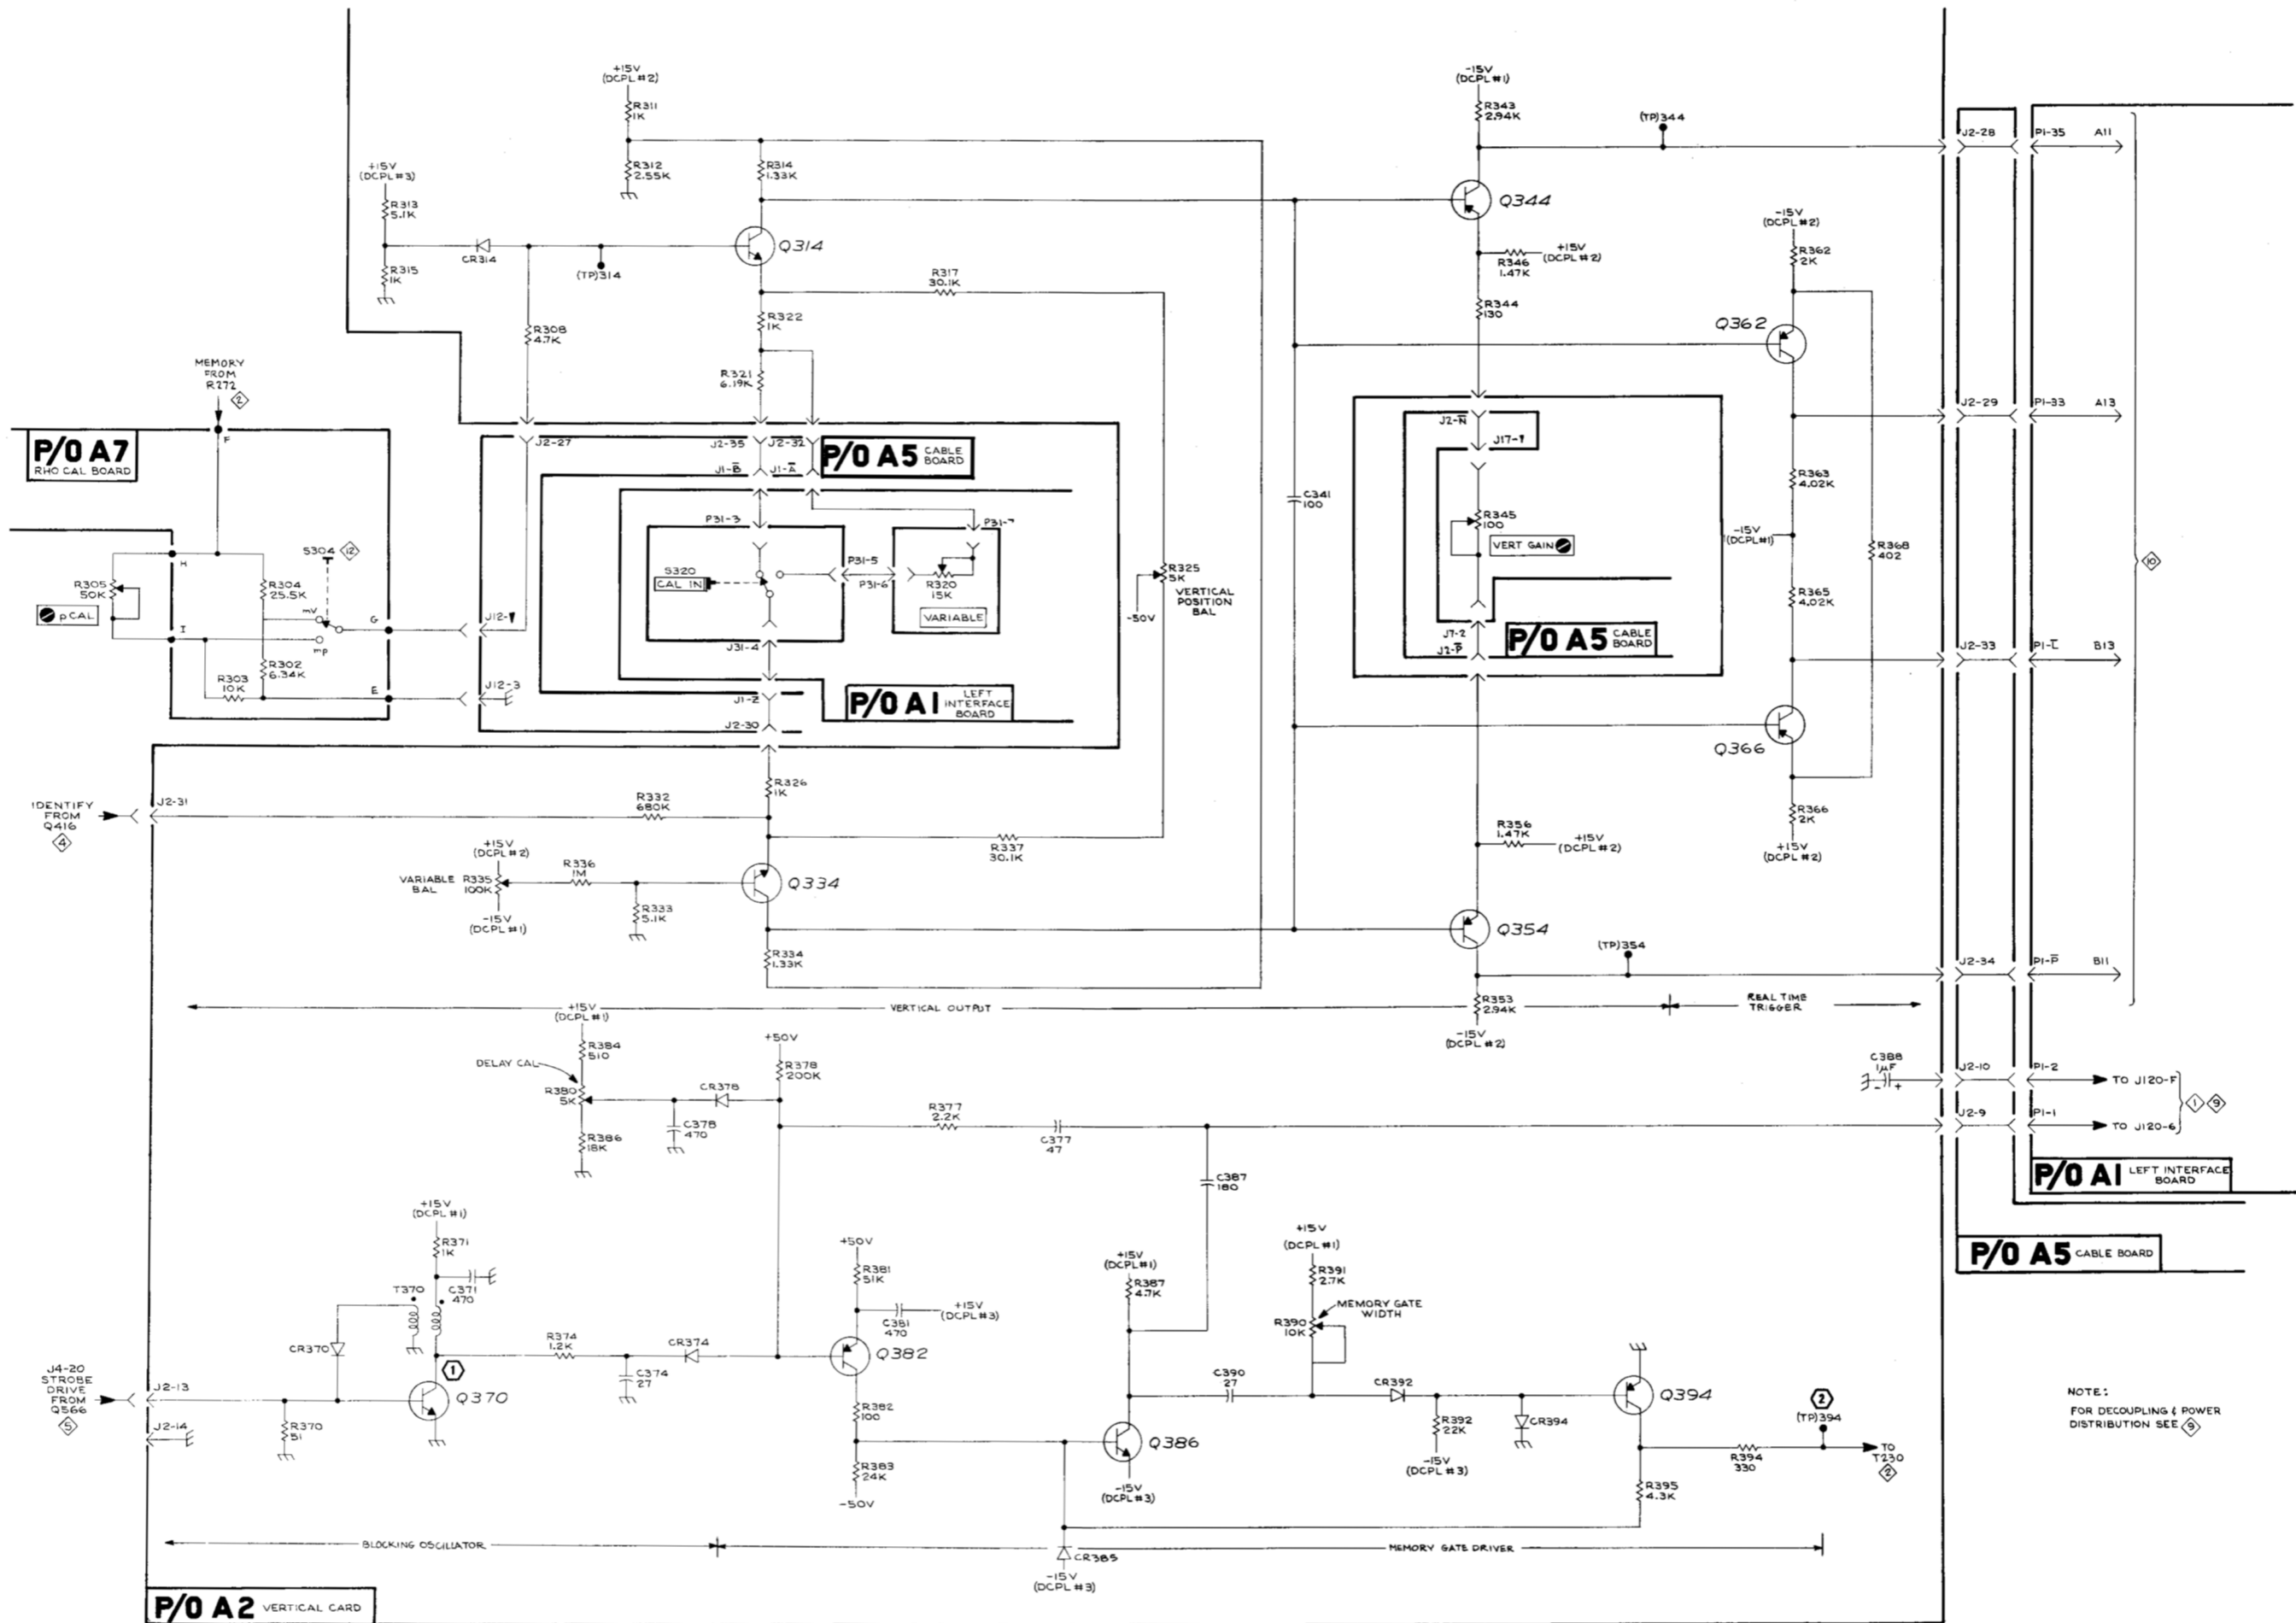 +15V
(DCPL #2)
R311
1K
R312
2.55K
R314
1.33K
+15V
(DCPL #3)
R313
5.1K
R315
1K
CR314
(TP)314
Q314
R308
4.7K
R317
30.1K
R322
1K
R321
6.19K
-15V
(DCPL #1)
R343
2.94K
(TP)344
Q344
R346
1.47K
+15V
(DCPL #2)
R344
130
-15V
(DCPL #2)
R362
2K
Q362
J2-28
P1-35
A11
J2-29
P1-33
A13
R363
4.02K
-15V
(DCPL #1)
R368
402
R365
4.02K
J2-33
P1-L
B13
Q366
R366
2K
+15V
(DCPL #2)
10
MEMORY
FROM
R272
2
P/O A7
RHO CAL BOARD
F
H
R305
50K
pCAL
I
R304
25.5K
S304
12
mV
mp
G
R302
6.34K
R303
10K
E
J12-3
J2-27
J2-35
J2-32
P/O A5 CABLE
BOARD
J1-B
J1-A
P31-3
P31-5
P31-6
S320
CAL IN
R320
15K
VARIABLE
J31-4
P/O A1 LEFT
INTERFACE
BOARD
J1-Z
J2-30
R325
5K
VERTICAL
POSITION
BAL
-50V
C341
100
J2-N
R345
100
VERT GAIN
J7-2
J2-P
P/O A5 CABLE
BOARD
IDENTIFY
FROM
Q416
4
J2-31
R332
680K
R326
1K
R337
30.1K
+15V
(DCPL #2)
VARIABLE
BAL
R335
100K
-15V
(DCPL #1)
R336
1M
R333
5.1K
Q334
R334
1.33K
R356
1.47K
+15V
(DCPL #2)
Q354
(TP)354
J2-34
P1-P
B11
R353
2.94K
-15V
(DCPL #2)
VERTICAL OUTPUT
REAL TIME
TRIGGER
+15V
(DCPL #1)
R384
510
DELAY CAL
R380
5K
R386
18K
C378
470
CR378
+50V
R378
200K
R377
2.2K
C377
47
C387
180
C388
1µF
- +
J2-10
P1-2
TO J120-F
J2-9
P1-1
TO J120-6
1 9
P/O A1 LEFT INTERFACE
BOARD
P/O A5 CABLE BOARD
+15V
(DCPL #1)
R371
1K
T370
C371
470
CR370
J4-20
STROBE
DRIVE
FROM
Q566
5
J2-13
J2-14
R370
51
1
Q370
R374
1.2K
C374
27
CR374
+50V
R381
51K
C381
470
+15V
(DCPL #3)
Q382
R382
100
R383
24K
-50V
+15V
(DCPL #1)
R387
4.7K
Q386
-15V
(DCPL #3)
C390
27
+15V
(DCPL #1)
R391
2.7K
MEMORY GATE
WIDTH
R390
10K
CR392
R392
22K
-15V
(DCPL #3)
CR394
Q394
R395
4.3K
R394
330
2
(TP)394
TO
T230
2
NOTE:
FOR DECOUPLING & POWER
DISTRIBUTION SEE 9
BLOCKING OSCILLATOR
MEMORY GATE DRIVER
CR385
-15V
(DCPL #3)
P/O A2 VERTICAL CARD